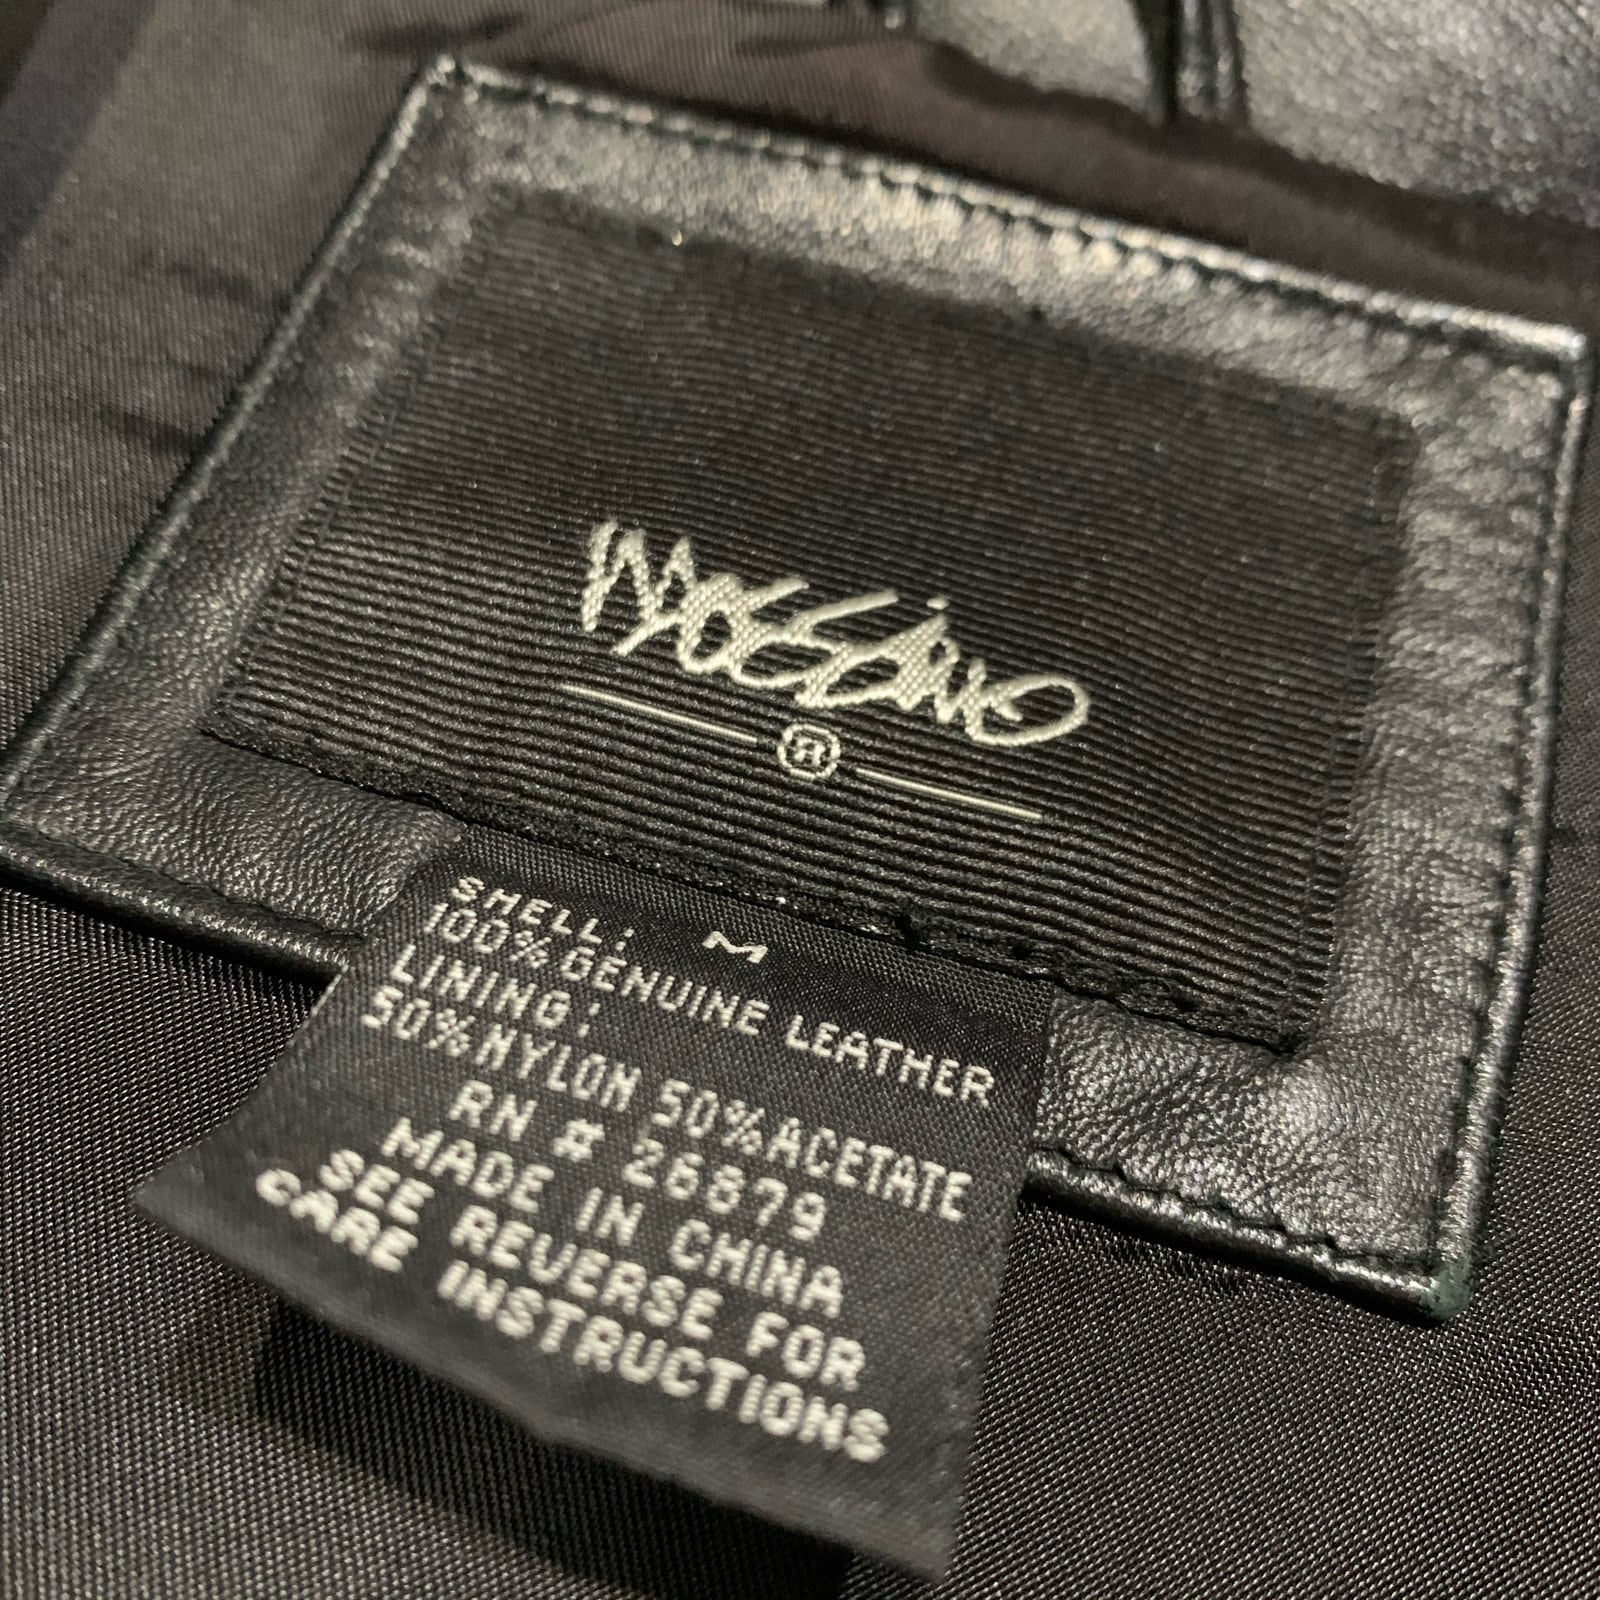 Mossimo
®
M
SHELL:
100% GENUINE LEATHER
LINING:
50% NYLON 50% ACETATE
RN # 26879
MADE IN CHINA
SEE REVERSE FOR
CARE INSTRUCTIONS